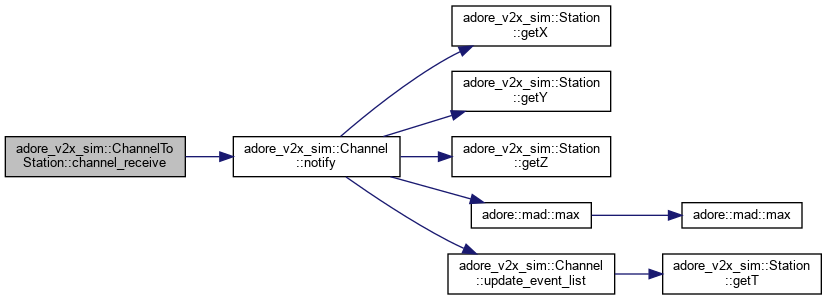 adore_v2x_sim::ChannelTo
Station::channel_receive
adore_v2x_sim::Channel
::notify
adore_v2x_sim::Station
::getX
adore_v2x_sim::Station
::getY
adore_v2x_sim::Station
::getZ
adore::mad::max
adore::mad::max
adore_v2x_sim::Channel
::update_event_list
adore_v2x_sim::Station
::getT